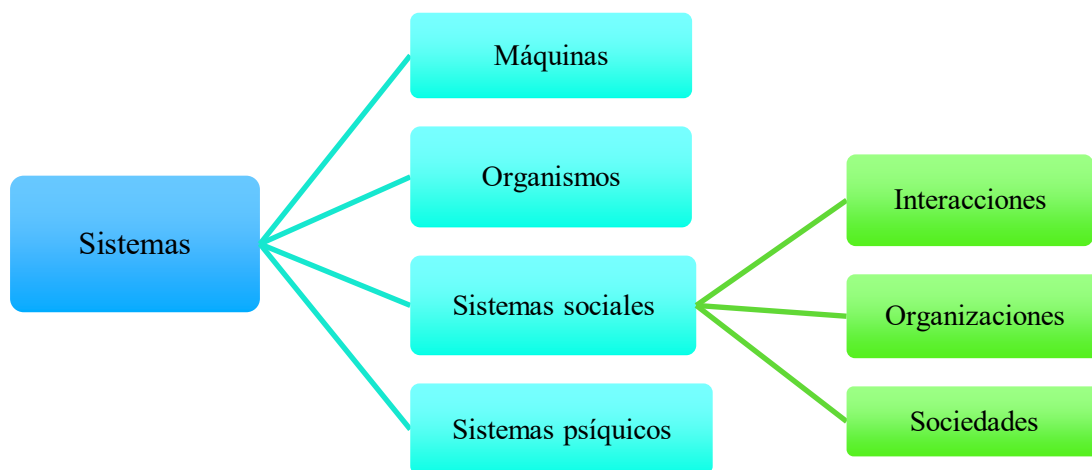 Sistemas
Máquinas
Organismos
Sistemas sociales
Sistemas psíquicos
Interacciones
Organizaciones
Sociedades